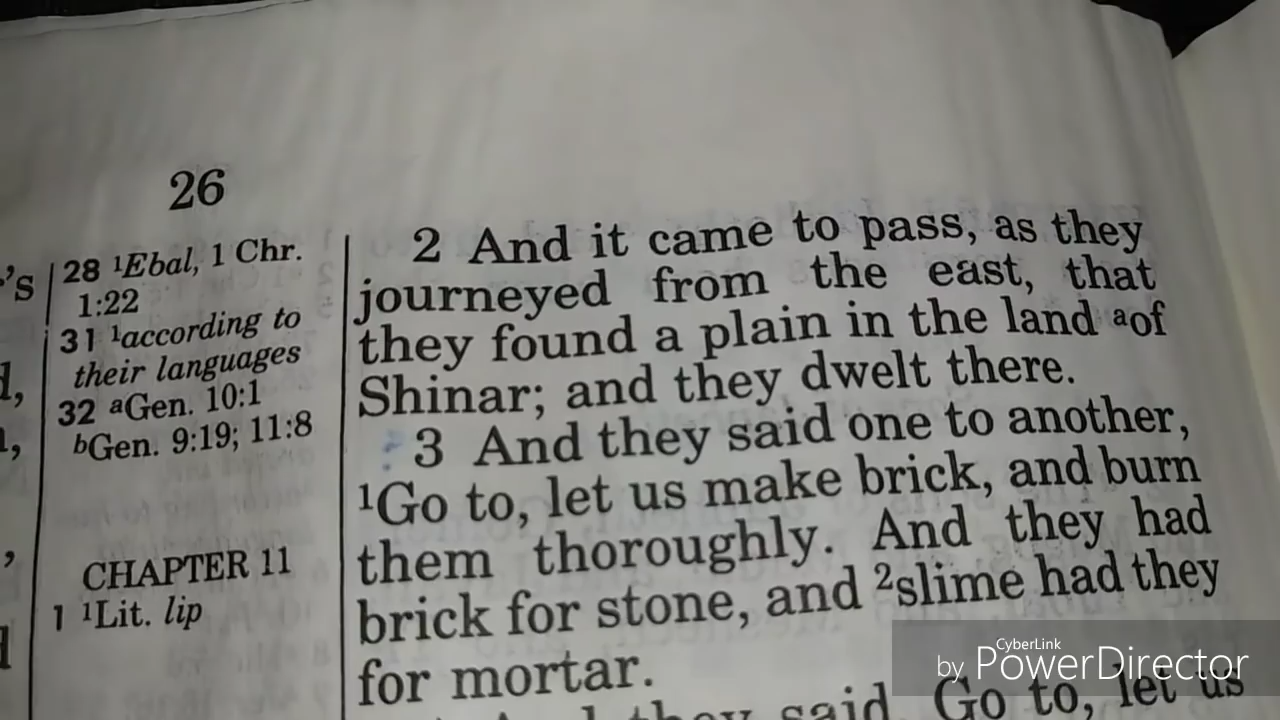 26
's
28 ¹Ebal, 1 Chr.
1:22
31 ¹according to
their languages
32 ᵃGen. 10:1
ᵇGen. 9:19; 11:8
CHAPTER 11
1 ¹Lit. lip
2 And it came to pass, as they
journeyed from the east, that
they found a plain in the land ᵃof
Shinar; and they dwelt there.
3 And they said one to another,
¹Go to, let us make brick, and burn
them thoroughly. And they had
brick for stone, and ²slime had they
for mortar.
they said, Go to, let us
CyberLink
by PowerDirector